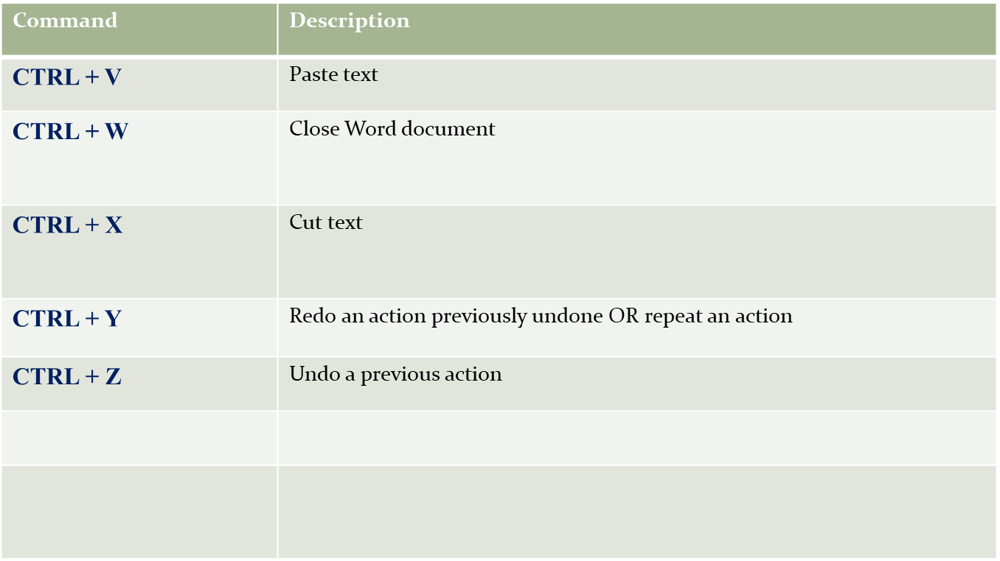 Command Description
CTRL + V Paste text
CTRL + W Close Word document
CTRL + X Cut text
CTRL + Y Redo an action previously undone OR repeat an action
CTRL + Z Undo a previous action